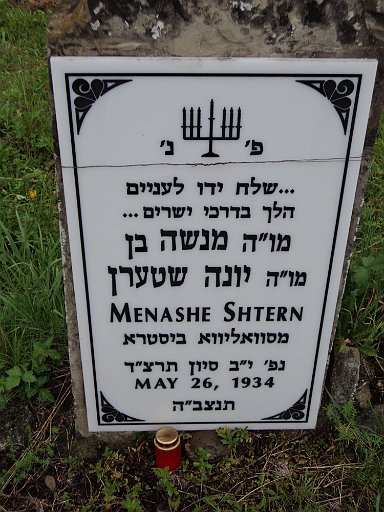 פ׳ נ׳
...שלח ידו לעניים
הלך בדרכי ישרים...
מו״ה מנשה בן
מו״ה יונה שטערן
MENASHE SHTERN
מסוואליווא ביסטרא
נפ׳ י״ב סיון תרצ״ד
MAY 26, 1934
תנצב״ה